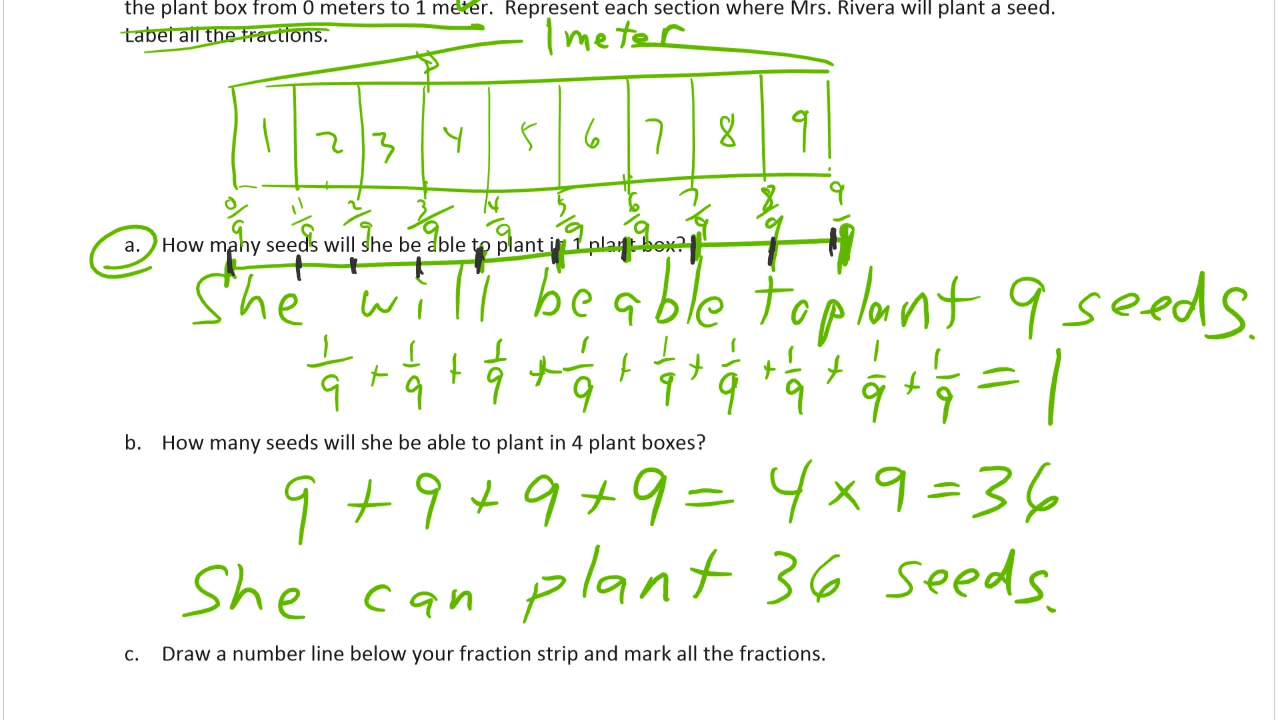 the plant box from 0 meters to 1 meter. Represent each section where Mrs. Rivera will plant a seed.
Label all the fractions.
1 meter
1 2 3 4 5 6 7 8 9
0/9 1/9 2/9 3/9 4/9 5/9 6/9 7/9 8/9 9/9
a. How many seeds will she be able to plant in 1 plant box?
She will be able to plant 9 seeds.
1/9 + 1/9 + 1/9 + 1/9 + 1/9 + 1/9 + 1/9 + 1/9 + 1/9 = 1
b. How many seeds will she be able to plant in 4 plant boxes?
9 + 9 + 9 + 9 = 4 × 9 = 36
She can plant 36 seeds.
c. Draw a number line below your fraction strip and mark all the fractions.